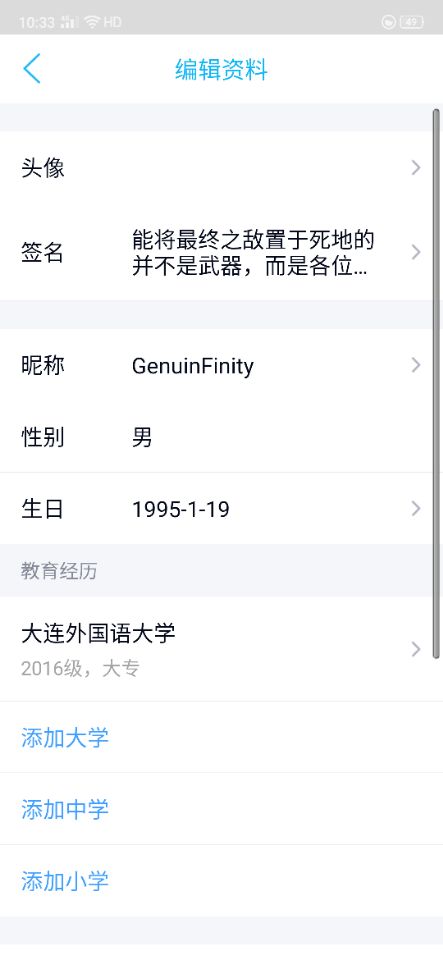 10:33 4G HD 49
编辑资料
头像
签名 能将最终之敌置于死地的
并不是武器，而是各位...
昵称 GenuinFinity
性别 男
生日 1995-1-19
教育经历
大连外国语大学
2016级，大专
添加大学
添加中学
添加小学